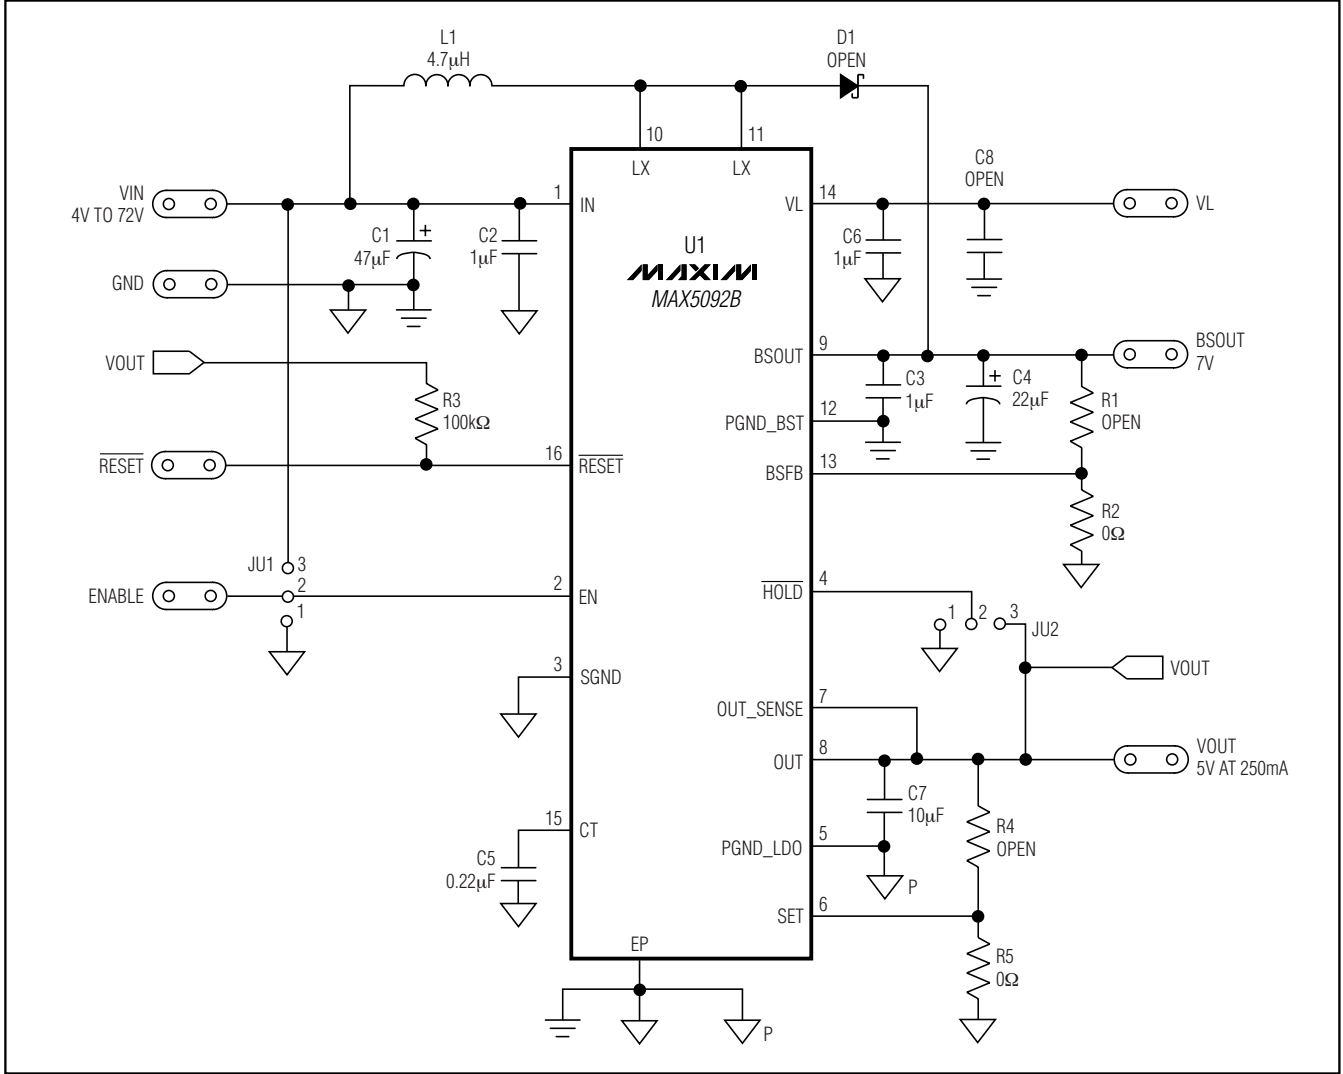 L1
4.7μH
D1
OPEN
10
11
LX
LX
VIN
4V TO 72V
1
IN
C1
47μF
+
C2
1μF
GND
VOUT
R3
100kΩ
RESET
16
RESET
JU1
3
2
1
ENABLE
2
EN
3
SGND
15
CT
C5
0.22μF
U1
MAXIM
MAX5092B
EP
P
14
VL
C6
1μF
C8
OPEN
VL
9
BSOUT
C3
1μF
+
C4
22μF
R1
OPEN
BSOUT
7V
12
PGND_BST
13
BSFB
R2
0Ω
4
HOLD
1
2
3
JU2
VOUT
7
OUT_SENSE
8
OUT
VOUT
5V AT 250mA
C7
10μF
R4
OPEN
5
PGND_LDO
P
6
SET
R5
0Ω